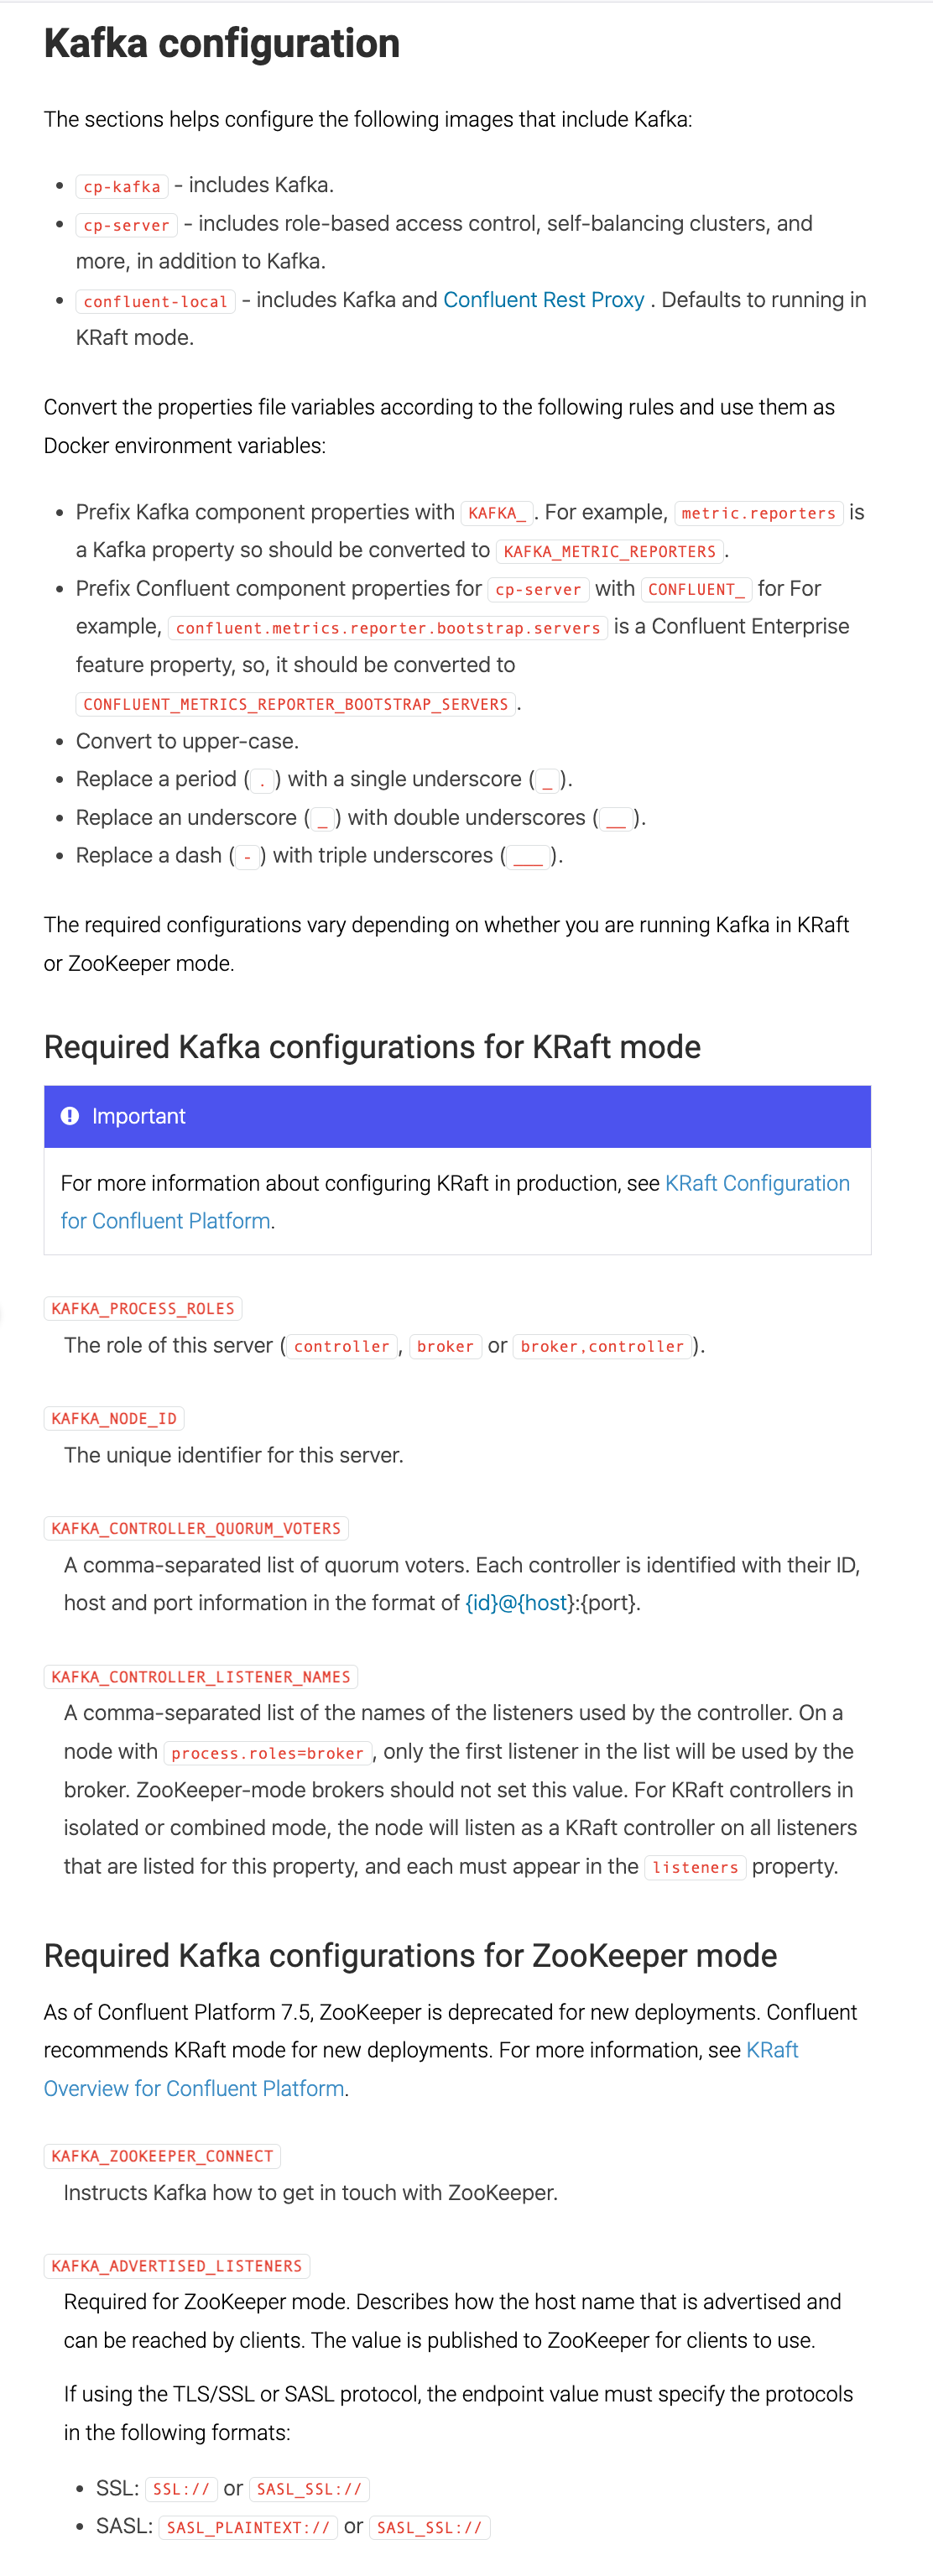 Kafka configuration
The sections helps configure the following images that include Kafka:
• cp-kafka - includes Kafka.
• cp-server - includes role-based access control, self-balancing clusters, and
more, in addition to Kafka.
• confluent-local - includes Kafka and Confluent Rest Proxy . Defaults to running in
KRaft mode.
Convert the properties file variables according to the following rules and use them as
Docker environment variables:
• Prefix Kafka component properties with KAFKA_ . For example, metric.reporters is
a Kafka property so should be converted to KAFKA_METRIC_REPORTERS .
• Prefix Confluent component properties for cp-server with CONFLUENT_ for For
example, confluent.metrics.reporter.bootstrap.servers is a Confluent Enterprise
feature property, so, it should be converted to
CONFLUENT_METRICS_REPORTER_BOOTSTRAP_SERVERS .
• Convert to upper-case.
• Replace a period ( . ) with a single underscore ( _ ).
• Replace an underscore ( _ ) with double underscores ( __ ).
• Replace a dash ( - ) with triple underscores ( ___ ).
The required configurations vary depending on whether you are running Kafka in KRaft
or ZooKeeper mode.
Required Kafka configurations for KRaft mode
Important
For more information about configuring KRaft in production, see KRaft Configuration
for Confluent Platform.
KAFKA_PROCESS_ROLES
The role of this server ( controller , broker or broker,controller ).
KAFKA_NODE_ID
The unique identifier for this server.
KAFKA_CONTROLLER_QUORUM_VOTERS
A comma-separated list of quorum voters. Each controller is identified with their ID,
host and port information in the format of {id}@{host}:{port}.
KAFKA_CONTROLLER_LISTENER_NAMES
A comma-separated list of the names of the listeners used by the controller. On a
node with process.roles=broker , only the first listener in the list will be used by the
broker. ZooKeeper-mode brokers should not set this value. For KRaft controllers in
isolated or combined mode, the node will listen as a KRaft controller on all listeners
that are listed for this property, and each must appear in the listeners property.
Required Kafka configurations for ZooKeeper mode
As of Confluent Platform 7.5, ZooKeeper is deprecated for new deployments. Confluent
recommends KRaft mode for new deployments. For more information, see KRaft
Overview for Confluent Platform.
KAFKA_ZOOKEEPER_CONNECT
Instructs Kafka how to get in touch with ZooKeeper.
KAFKA_ADVERTISED_LISTENERS
Required for ZooKeeper mode. Describes how the host name that is advertised and
can be reached by clients. The value is published to ZooKeeper for clients to use.
If using the TLS/SSL or SASL protocol, the endpoint value must specify the protocols
in the following formats:
• SSL: SSL:// or SASL_SSL://
• SASL: SASL_PLAINTEXT:// or SASL_SSL://